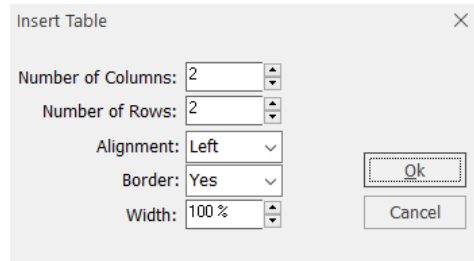 Insert Table
Number of Columns: 2
Number of Rows: 2
Alignment: Left
Border: Yes
Width: 100 %
Ok
Cancel